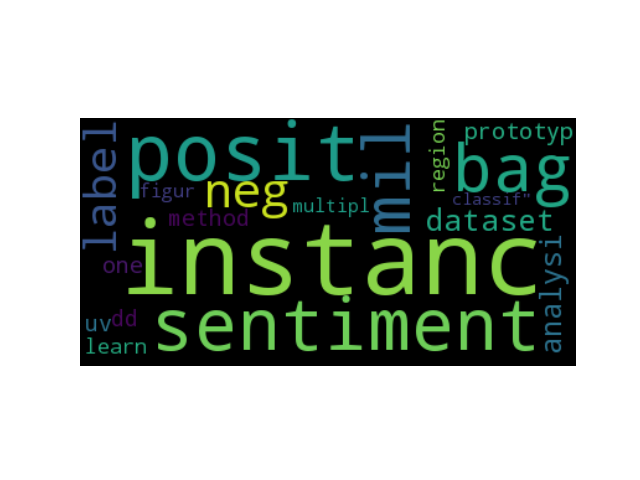 label
posit
mil
region
prototyp
bag
figur
neg
multipl
classif"
method
dataset
instanc
one
analysi
uv
dd
sentiment
learn